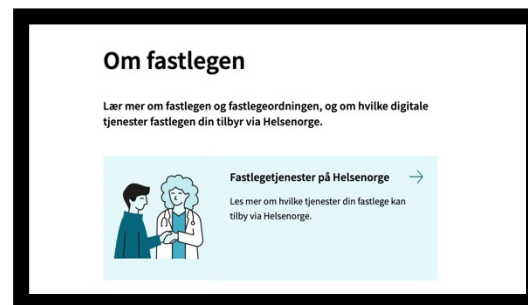 Om fastlegen
Lær mer om fastlegen og fastlegeordningen, og om hvilke digitale
tjenester fastlegen din tilbyr via Helsenorge.
Fastlegetjenester på Helsenorge
Les mer om hvilke tjenester din fastlege kan
tilby via Helsenorge.